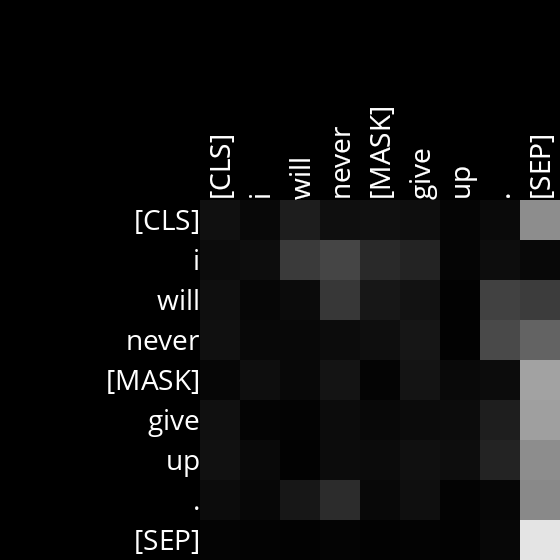 [CLS] i will never [MASK] give up . [SEP]
[CLS]
i
will
never
[MASK]
give
up
.
[SEP]